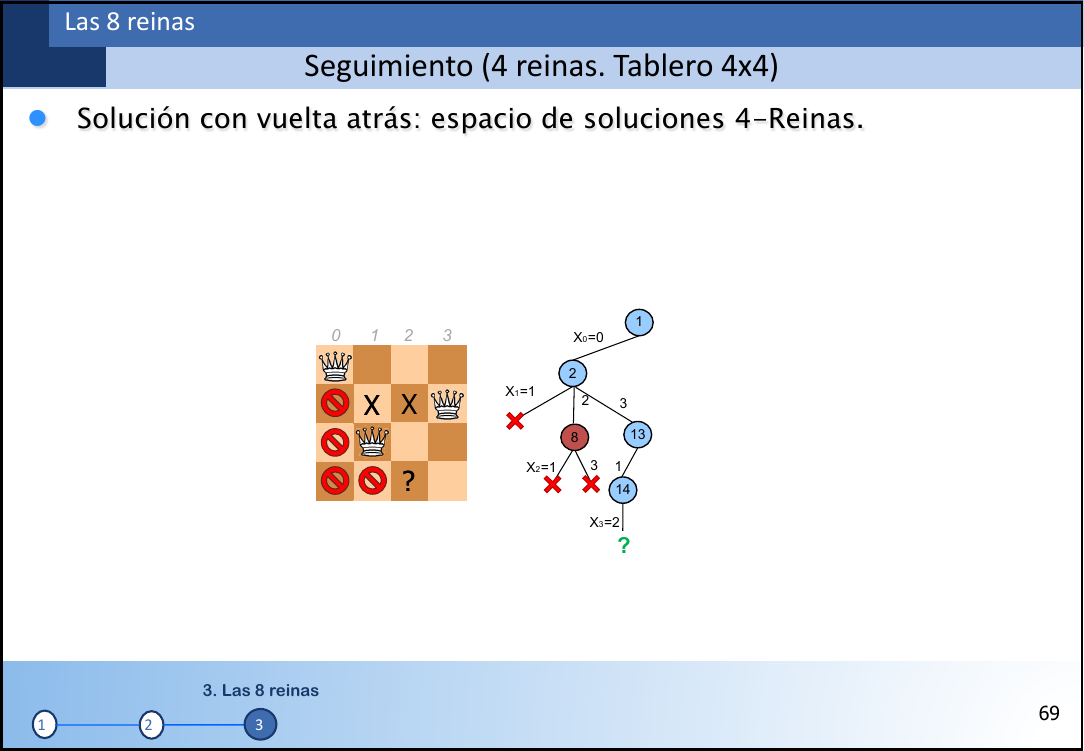 Las 8 reinas
Seguimiento (4 reinas. Tablero 4x4)
Solución con vuelta atrás: espacio de soluciones 4-Reinas.
0 1 2 3
X X
?
1
X₀=0
2
X₁=1
2
3
8
13
X₂=1
3
1
14
X₃=2
?
3. Las 8 reinas
1 2 3
69